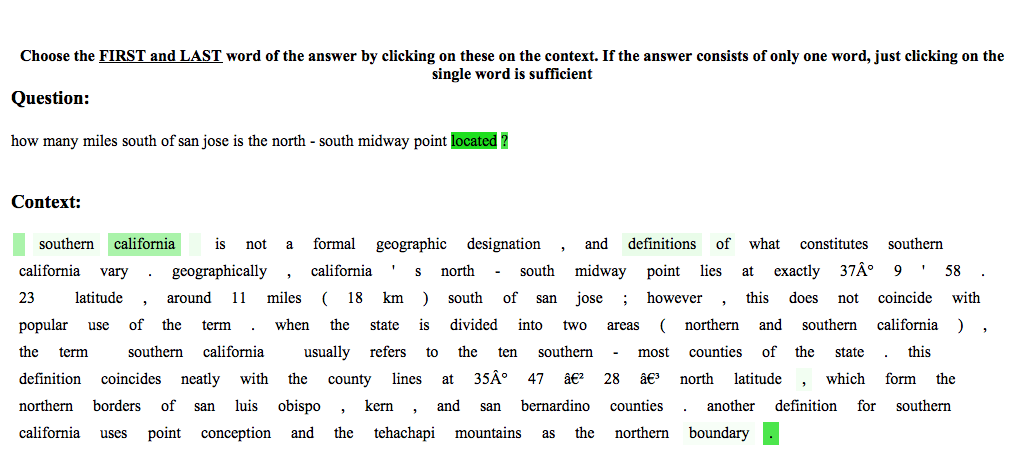 Choose the FIRST and LAST word of the answer by clicking on these on the context. If the answer consists of only one word, just clicking on the
single word is sufficient
Question:
how many miles south of san jose is the north - south midway point located ?
Context:
southern california is not a formal geographic designation , and definitions of what constitutes southern
california vary . geographically , california ' s north - south midway point lies at exactly 37Â° 9 ' 58 .
23 latitude , around 11 miles ( 18 km ) south of san jose ; however , this does not coincide with
popular use of the term . when the state is divided into two areas ( northern and southern california ) ,
the term southern california usually refers to the ten southern - most counties of the state . this
definition coincides neatly with the county lines at 35Â° 47 â€² 28 â€³ north latitude , which form the
northern borders of san luis obispo , kern , and san bernardino counties . another definition for southern
california uses point conception and the tehachapi mountains as the northern boundary .